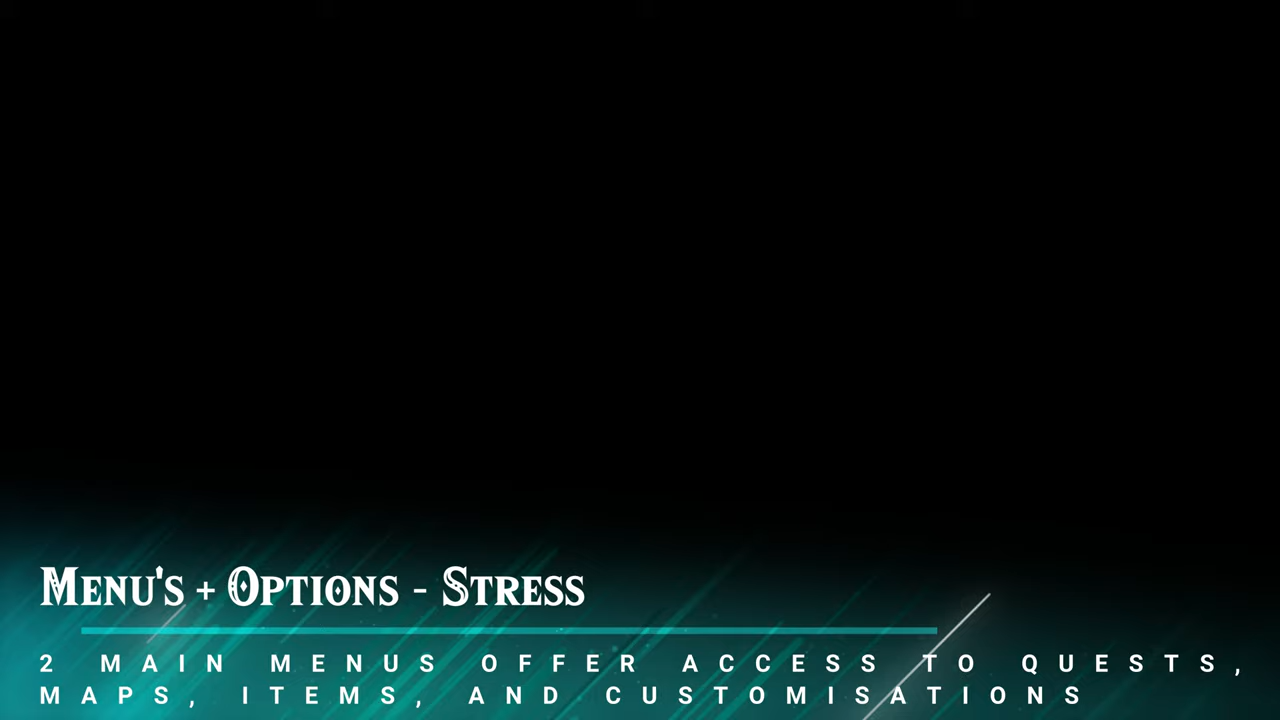 Menu's + Options - Stress
2 MAIN MENUS OFFER ACCESS TO QUESTS,
MAPS, ITEMS, AND CUSTOMISATIONS